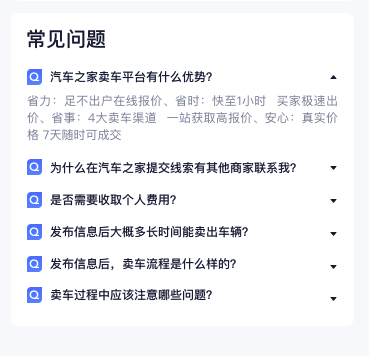 常见问题
汽车之家卖车平台有什么优势?
省力：足不出户在线报价、省时：快至1小时 买家极速出
价、省事：4大卖车渠道 一站获取高报价、安心：真实价
格 7天随时可成交
为什么在汽车之家提交线索有其他商家联系我?
是否需要收取个人费用?
发布信息后大概多长时间能卖出车辆?
发布信息后，卖车流程是什么样的?
卖车过程中应该注意哪些问题?